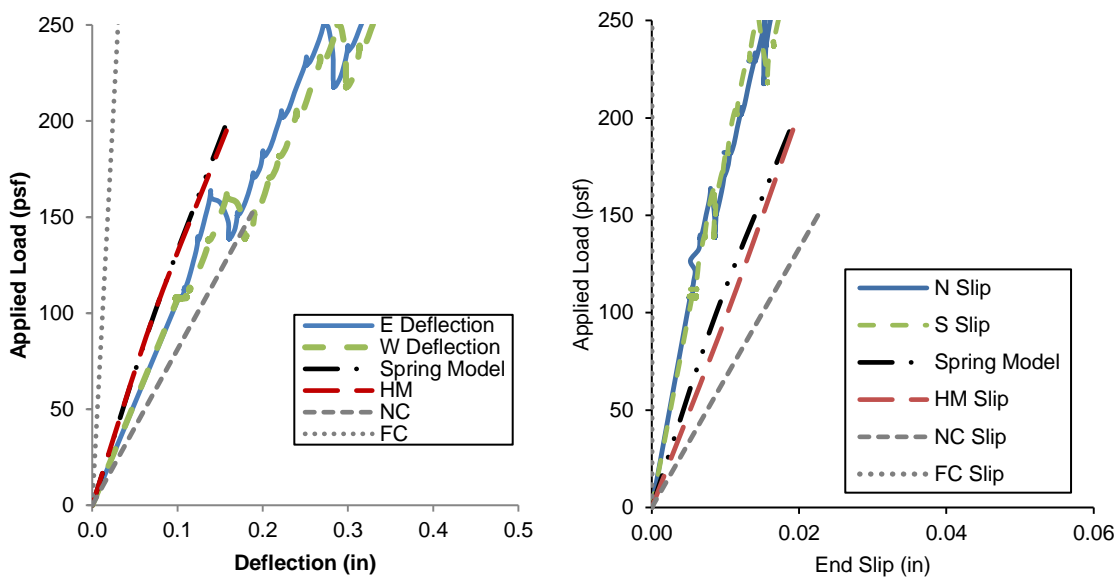 Applied Load (psf)
250
200
150
100
50
0
0.0 0.1 0.2 0.3 0.4 0.5
Deflection (in)
E Deflection
W Deflection
Spring Model
HM
NC
FC
Applied Load (psf)
250
200
150
100
50
0
0.00 0.02 0.04 0.06
End Slip (in)
N Slip
S Slip
Spring Model
HM Slip
NC Slip
FC Slip